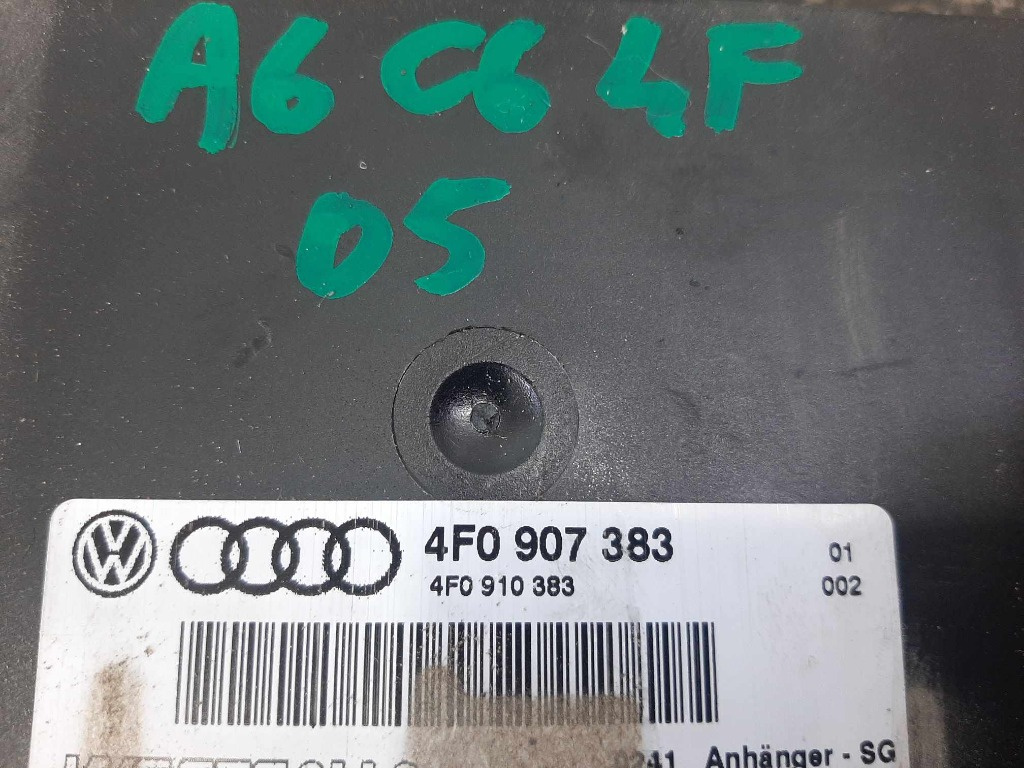 A6 C6 4F
05
4F0 907 383 01
4F0 910 383 002
Anhänger - SG